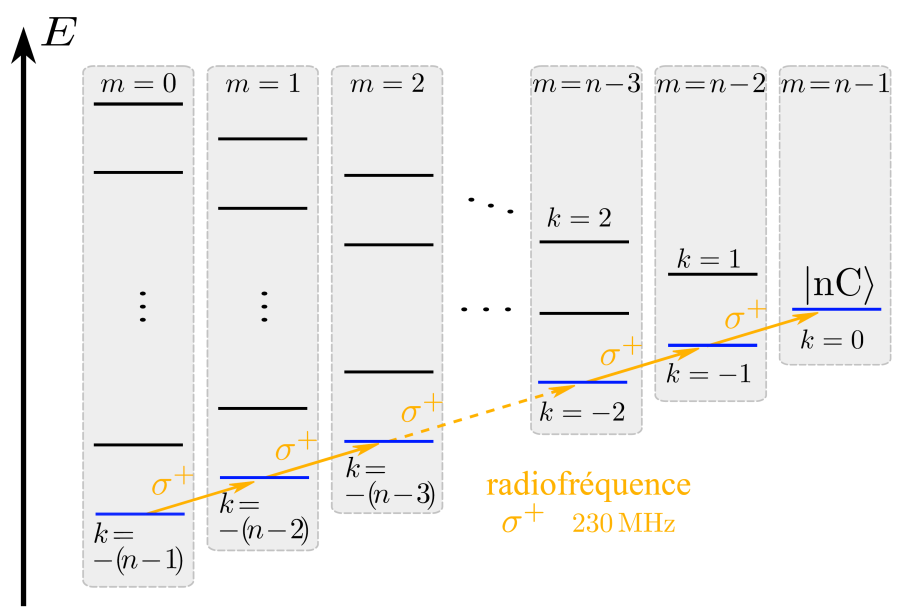 E
m = 0
m = 1
m = 2
m = n−3
m = n−2
m = n−1
k = 2
k = 1
|nC⟩
k = 0
σ⁺
σ⁺
k = −1
k = −2
σ⁺
σ⁺
σ⁺
k =
−(n−3)
k =
−(n−2)
k =
−(n−1)
radiofréquence
σ⁺ 230 MHz